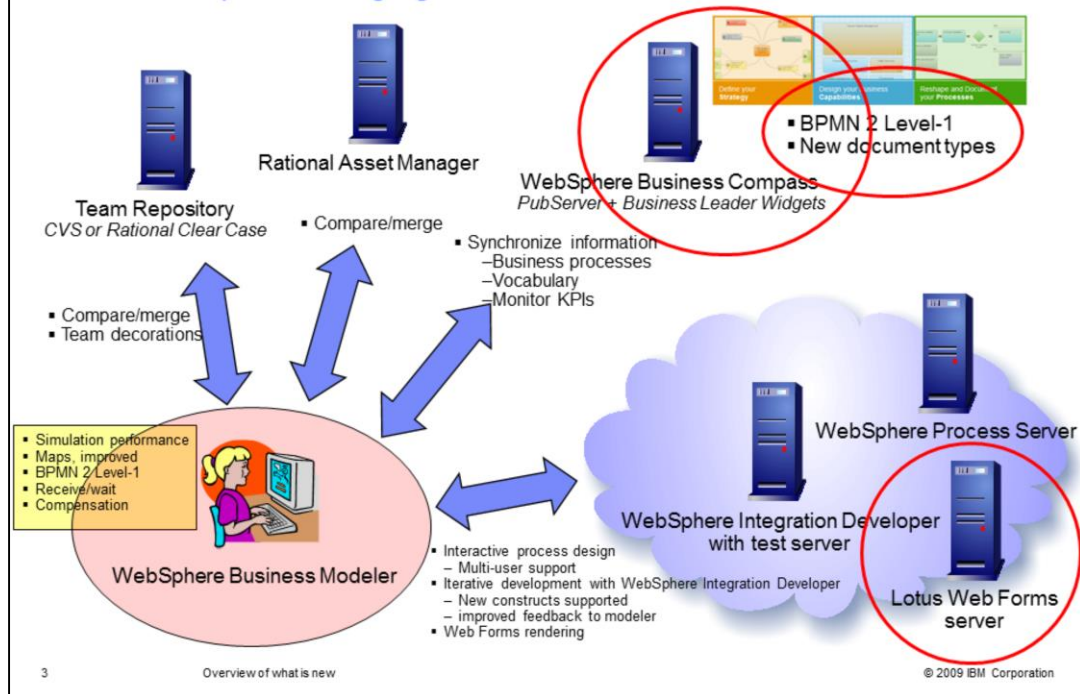 Define your
Strategy
Design your Business
Capabilities
Reshape and Document
your Processes
▪ BPMN 2 Level-1
▪ New document types
Rational Asset Manager
WebSphere Business Compass
PubServer + Business Leader Widgets
Team Repository
CVS or Rational Clear Case
▪ Compare/merge
▪ Synchronize information
–Business processes
–Vocabulary
–Monitor KPIs
▪ Compare/merge
▪ Team decorations
▪ Simulation performance
▪ Maps, improved
▪ BPMN 2 Level-1
▪ Receive/wait
▪ Compensation
WebSphere Business Modeler
WebSphere Process Server
WebSphere Integration Developer
with test server
Lotus Web Forms
server
▪ Interactive process design
– Multi-user support
▪ Iterative development with WebSphere Integration Developer
– New constructs supported
– improved feedback to modeler
▪ Web Forms rendering
3
Overview of what is new
© 2009 IBM Corporation